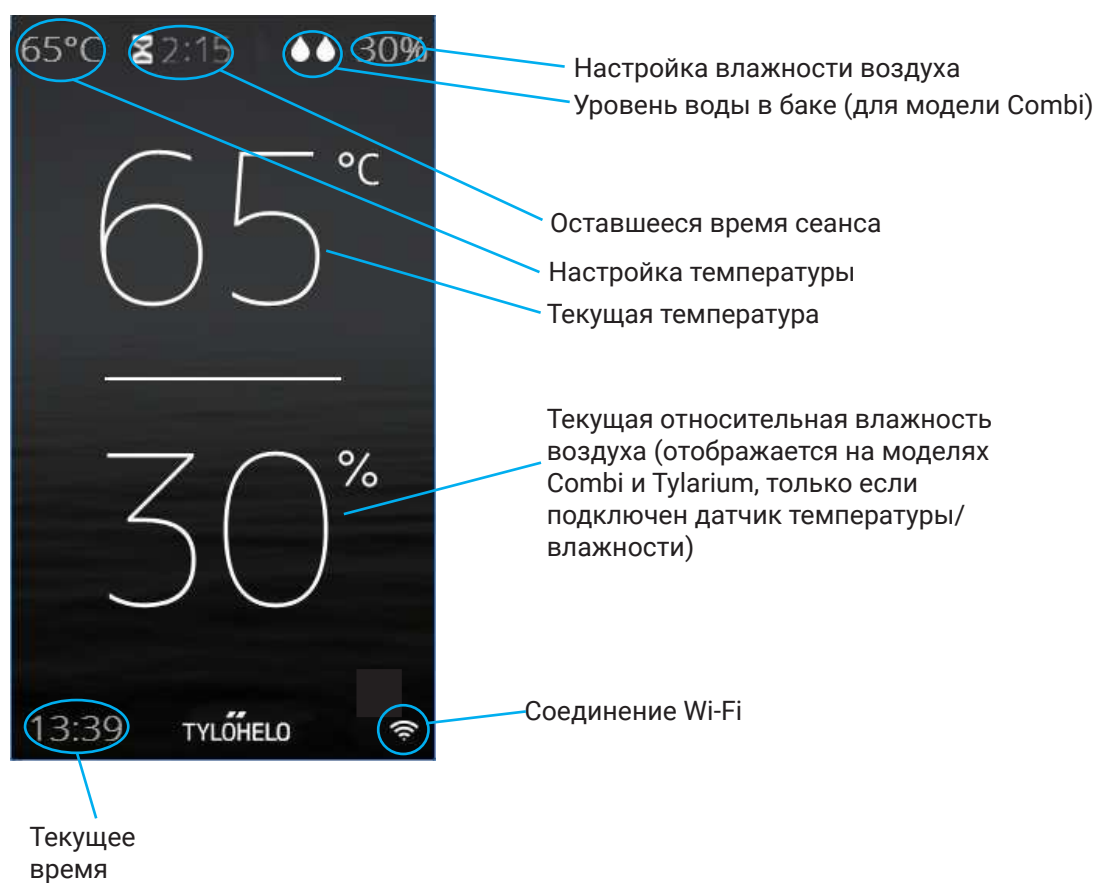 65°C 2:15 30%
Настройка влажности воздуха
Уровень воды в баке (для модели Combi)
65 °C
Оставшееся время сеанса
Настройка температуры
Текущая температура
30 %
Текущая относительная влажность
воздуха (отображается на моделях
Combi и Tylarium, только если
подключен датчик температуры/
влажности)
13:39 TYLÖHELO
Соединение Wi-Fi
Текущее
время